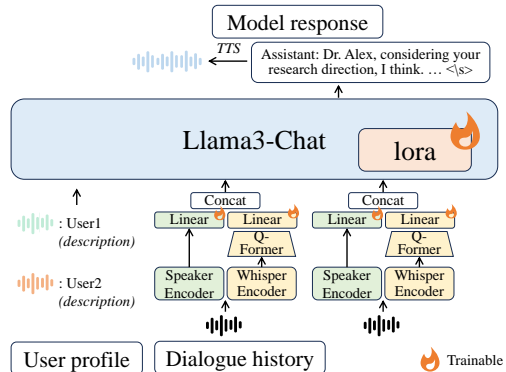 Model response
TTS
Assistant: Dr. Alex, considering your
research direction, I think. … <\s>
Llama3-Chat
lora
Concat
Concat
Linear
Linear
Linear
Linear
Q-
Former
Q-
Former
: User1
(description)
: User2
(description)
Speaker
Encoder
Whisper
Encoder
Speaker
Encoder
Whisper
Encoder
User profile
Dialogue history
Trainable